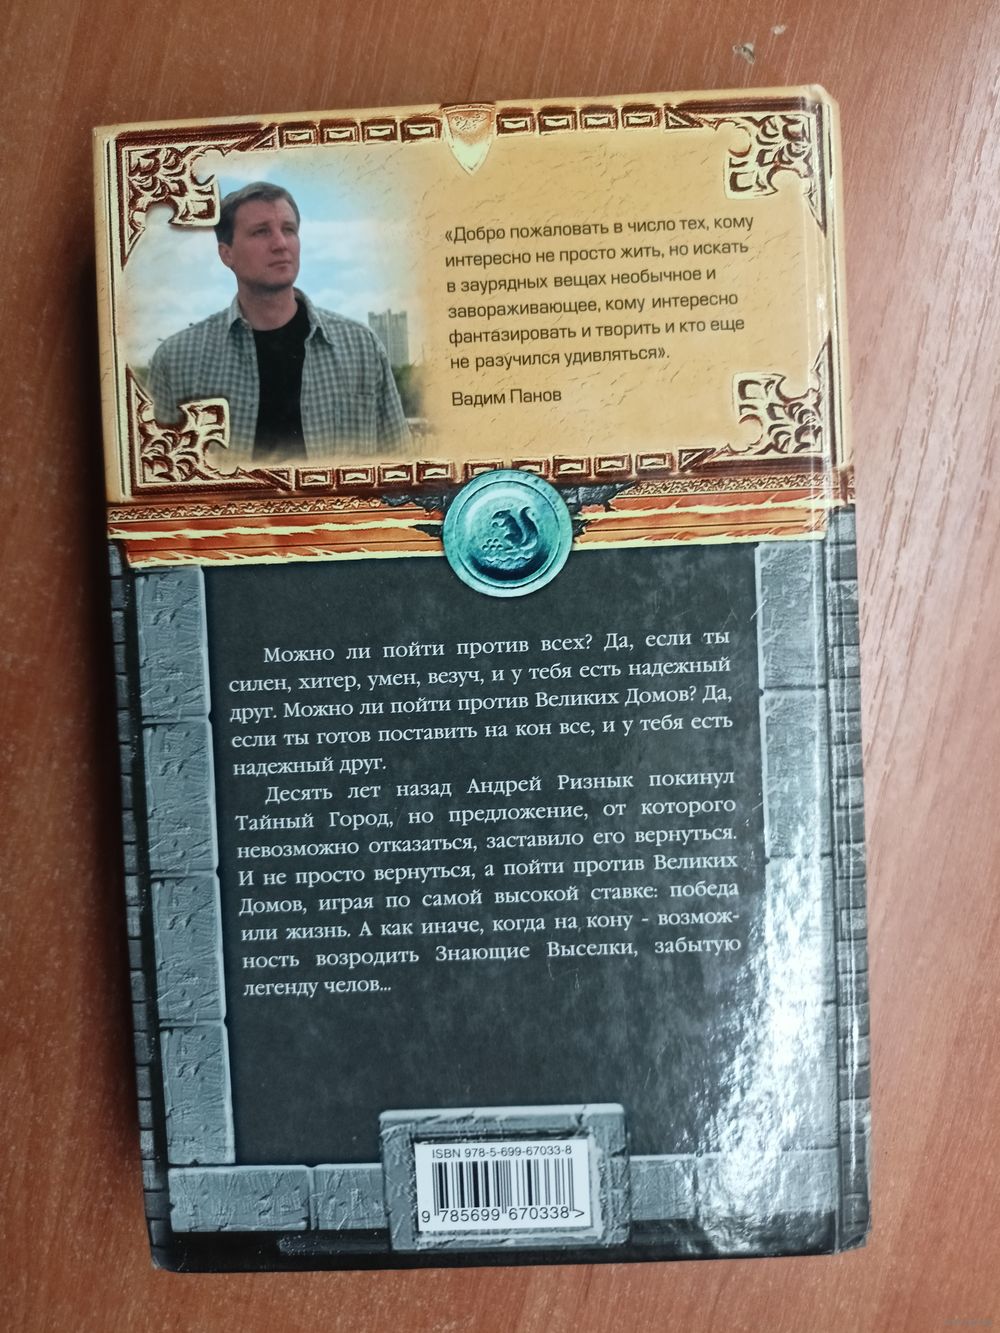 «Добро пожаловать в число тех, кому
интересно не просто жить, но искать
в заурядных вещах необычное и
завораживающее, кому интересно
фантазировать и творить и кто еще
не разучился удивляться».
Вадим Панов
Можно ли пойти против всех? Да, если ты
силен, хитер, умен, везуч, и у тебя есть надежный
друг. Можно ли пойти против Великих Домов? Да,
если ты готов поставить на кон все, и у тебя есть
надежный друг.
Десять лет назад Андрей Ризнык покинул
Тайный Город, но предложение, от которого
невозможно отказаться, заставило его вернуться.
И не просто вернуться, а пойти против Великих
Домов, играя по самой высокой ставке: победа
или жизнь. А как иначе, когда на кону - возмож-
ность возродить Знающие Выселки, забытую
легенду челов...
ISBN 978-5-699-67033-8
9 785699 670338 >